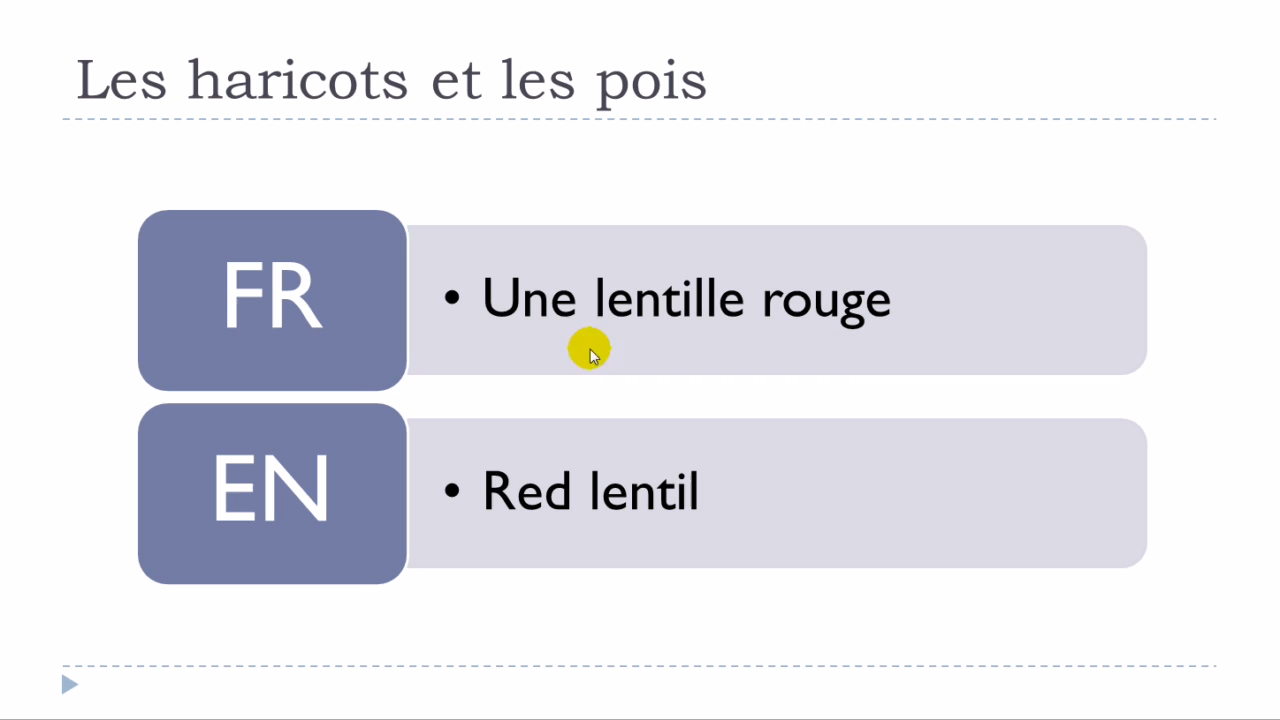 Les haricots et les pois
FR
• Une lentille rouge
EN
• Red lentil